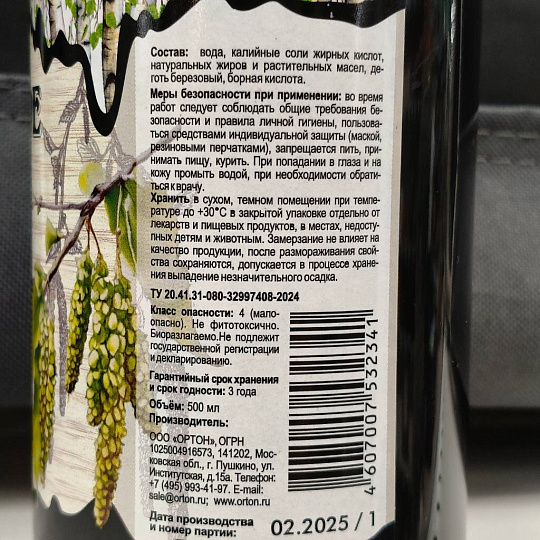 Состав: вода, калийные соли жирных кислот,
натуральных жиров и растительных масел, де-
готь березовый, борная кислота.
Меры безопасности при применении: во время
работ следует соблюдать общие требования бе-
зопасности и правила личной гигиены, пользова-
ться средствами индивидуальной защиты (маской,
резиновыми перчатками), запрещается пить, при-
нимать пищу, курить. При попадании в глаза и на
кожу промыть водой, при необходимости обрати-
ться к врачу.
Хранить в сухом, темном помещении при темпе-
ратуре до +30°С в закрытой упаковке отдельно от
лекарств и пищевых продуктов, в местах, недосту-
пных детям и животным. Замерзание не влияет на
качество продукции, после размораживания свой-
ства сохраняются, допускается в процессе хране-
ния выпадение незначительного осадка.
ТУ 20.41.31-080-32997408-2024
Класс опасности: 4 (мало-
опасно). Не фитотоксично.
Биоразлагаемо. Не подлежит
государственной регистрации
и декларированию.
Гарантийный срок хранения
и срок годности: 3 года
Объём: 500 мл
Производитель:
ООО «ОРТОН», ОГРН
1025004916573, 141202, Мос-
ковская обл., г. Пушкино, ул.
Институтская, д.15а. Телефон:
+7 (495) 993-41-97. E-mail:
sale@orton.ru; www.orton.ru
4 607007 532341
Дата производства
и номер партии:
02.2025 / 1